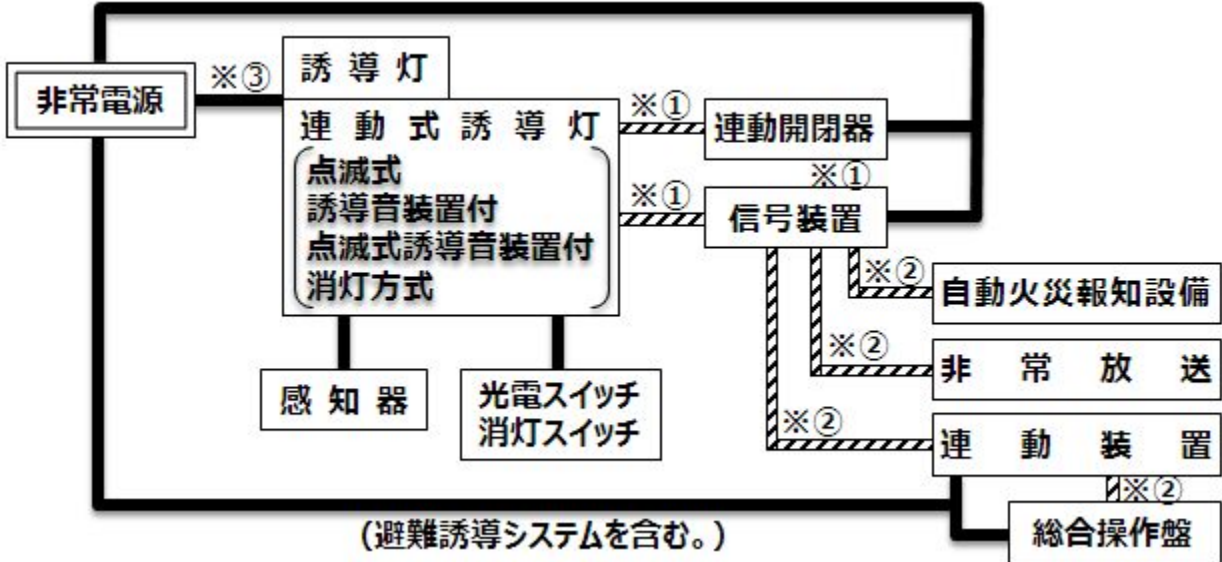 非常電源
※③
誘導灯
連動式誘導灯
点滅式
誘導音装置付
点滅式誘導音装置付
消灯方式
※①
連動開閉器
※①
※①
信号装置
※②
自動火災報知設備
※②
非常放送
※②
連動装置
※②
総合操作盤
感知器
光電スイッチ
消灯スイッチ
(避難誘導システムを含む。)